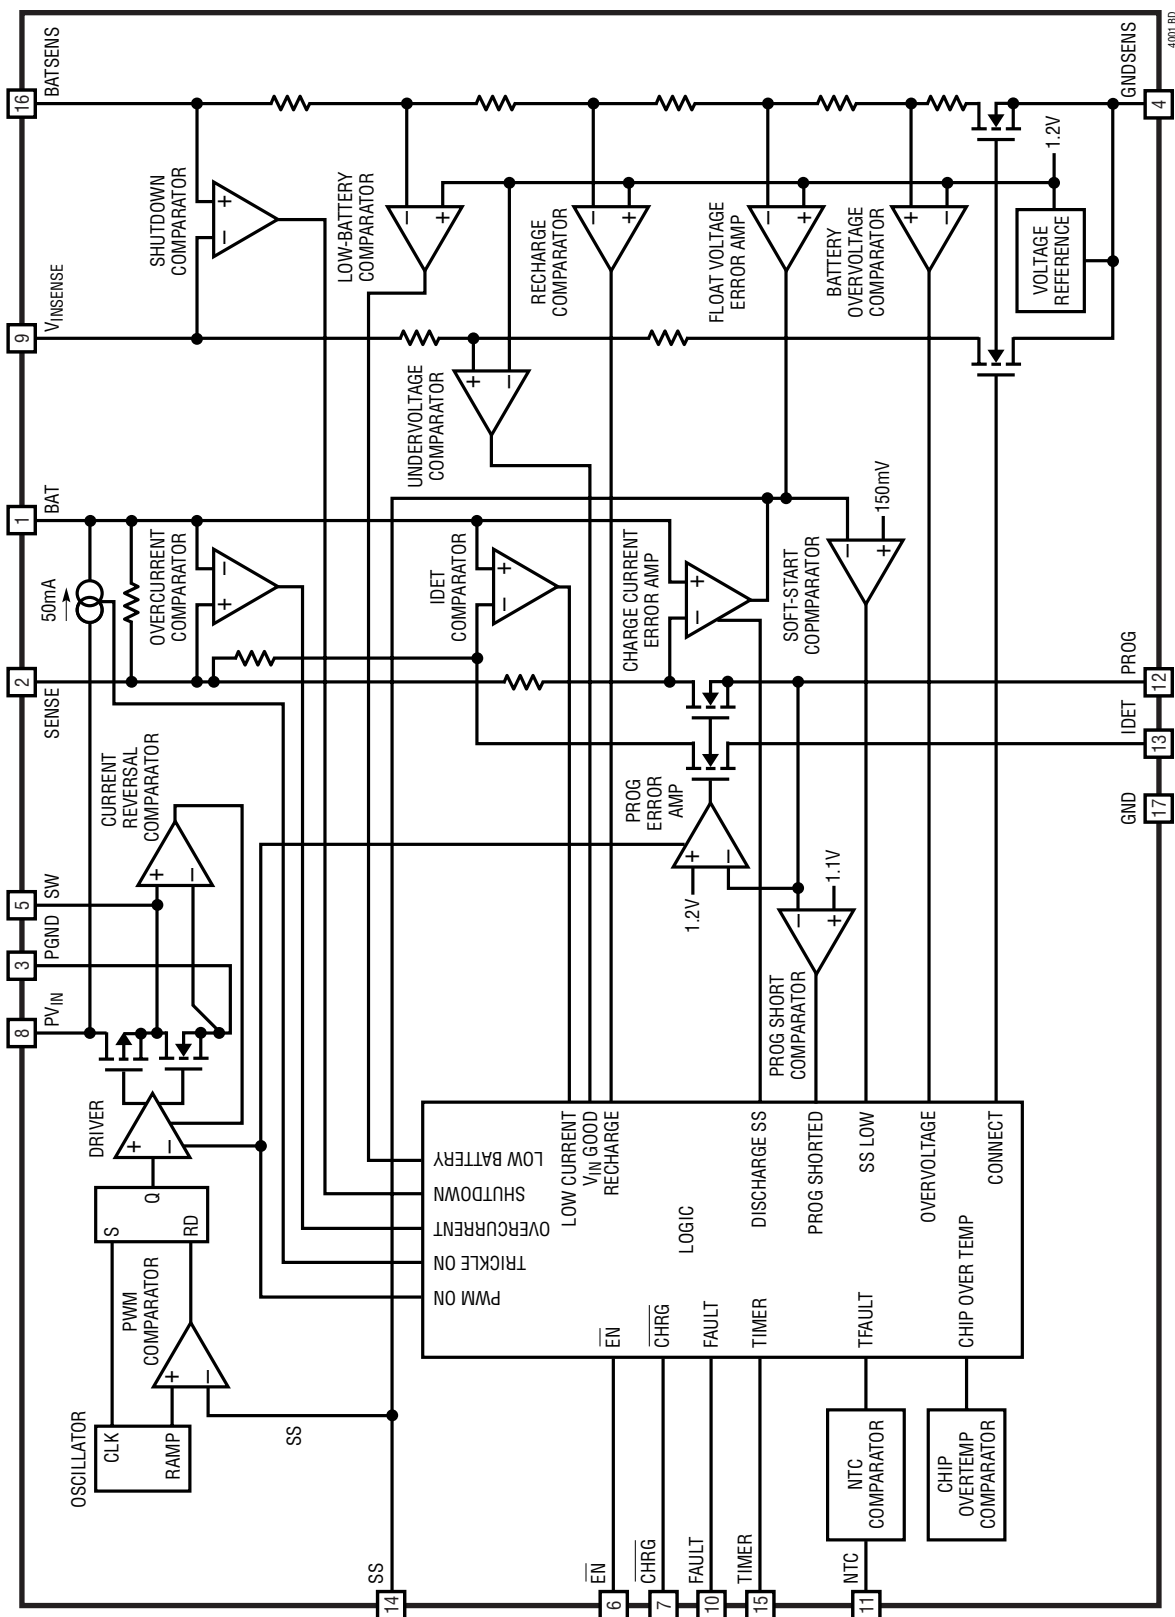 8
PVIN
3
PGND
5
SW
2
SENSE
1
BAT
9
VINSENSE
16
BATSENS
OSCILLATOR
CLK
RAMP
PWM
COMPARATOR
+
−
SS
S
RD
Q
DRIVER
+
−
CURRENT
REVERSAL
COMPARATOR
+
−
50mA
OVERCURRENT
COMPARATOR
+
−
SHUTDOWN
COMPARATOR
−
+
LOW-BATTERY
COMPARATOR
−
+
UNDERVOLTAGE
COMPARATOR
+
−
IDET
COMPARATOR
−
+
RECHARGE
COMPARATOR
−
+
CHARGE CURRENT
ERROR AMP
−
+
FLOAT VOLTAGE
ERROR AMP
−
+
PROG
ERROR
AMP
+
−
1.2V
PROG SHORT
COMPARATOR
−
+
1.1V
SOFT-START
COPMPARATOR
−
+
150mV
BATTERY
OVERVOLTAGE
COMPARATOR
+
−
VOLTAGE
REFERENCE
1.2V
PWM ON
TRICKLE ON
OVERCURRENT
SHUTDOWN
LOW BATTERY
LOW CURRENT
VIN GOOD
RECHARGE
LOGIC
DISCHARGE SS
PROG SHORTED
SS LOW
OVERVOLTAGE
CONNECT
EN
CHRG
FAULT
TIMER
TFAULT
CHIP OVER TEMP
NTC
COMPARATOR
CHIP
OVERTEMP
COMPARATOR
14
SS
6
EN
7
CHRG
10
FAULT
15
TIMER
11
NTC
GND
17
IDET
13
PROG
12
GNDSENS
4
4001 BD